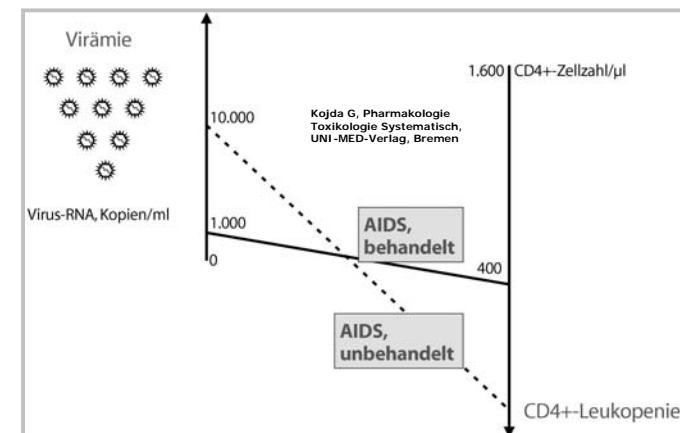 Virämie
1.600
CD4+-Zellzahl/µl
10.000
Kojda G, Pharmakologie
Toxikologie Systematisch,
UNI-MED-Verlag, Bremen
Virus-RNA, Kopien/ml
1.000
0
AIDS,
behandelt
400
AIDS,
unbehandelt
CD4+-Leukopenie